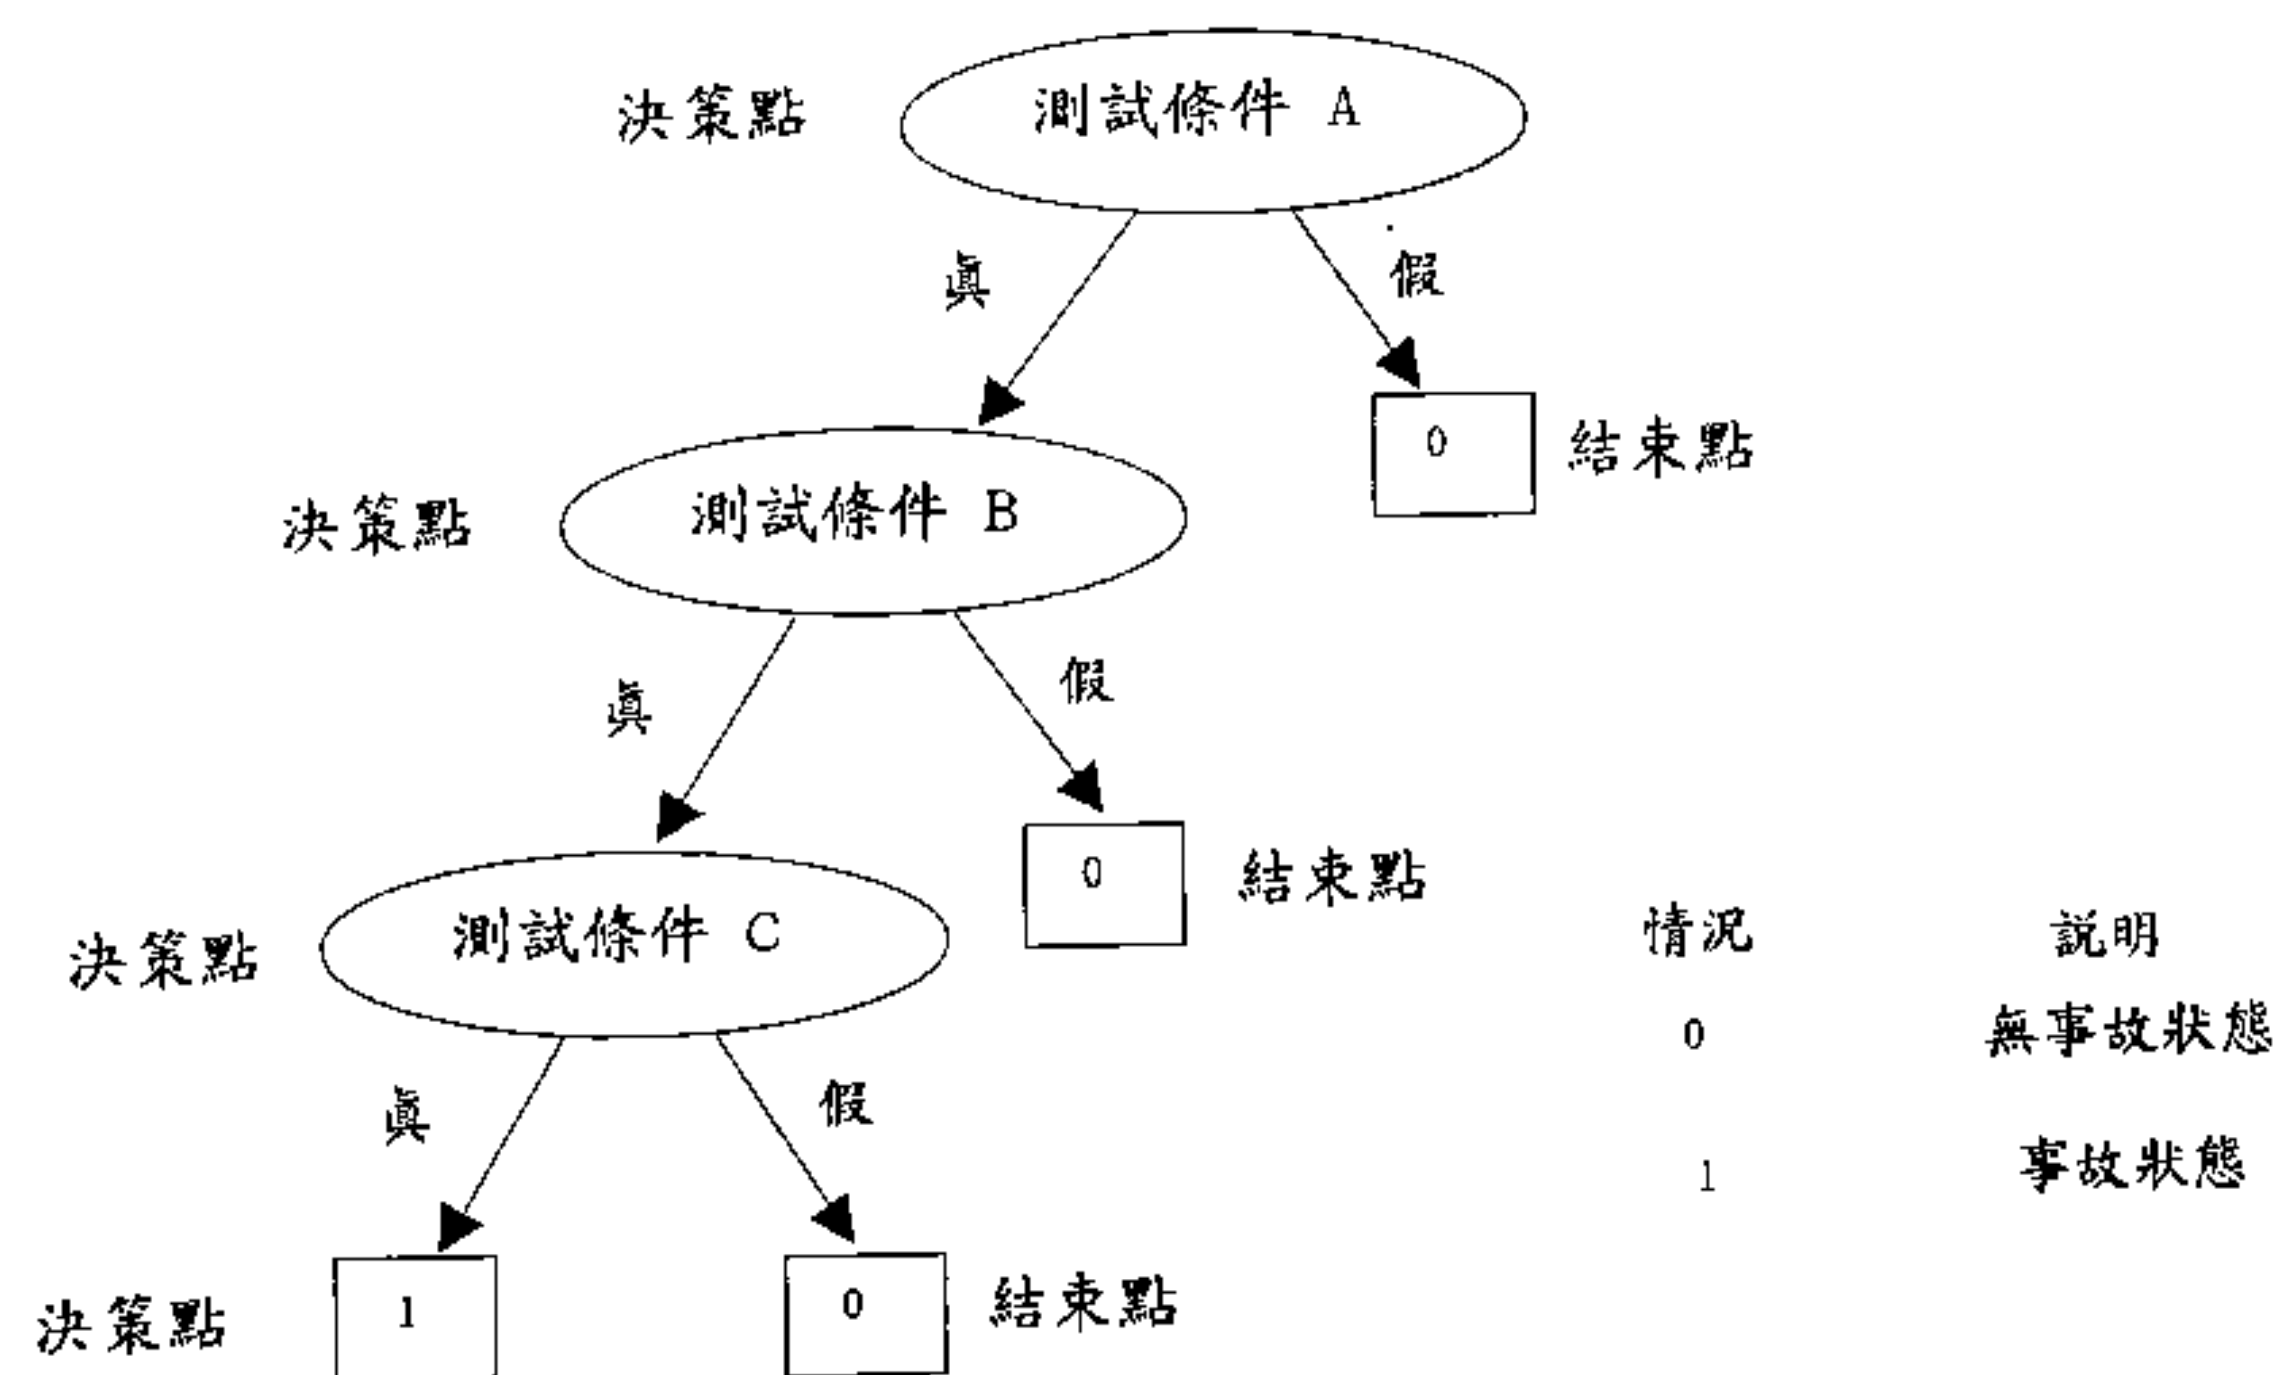 決策點 測試條件 A
真 假
0 結束點
決策點 測試條件 B
真 假
0 結束點
決策點 測試條件 C
情況 説明
0 無事故狀態
真 假
1 事故狀態
決策點 1 0 結束點